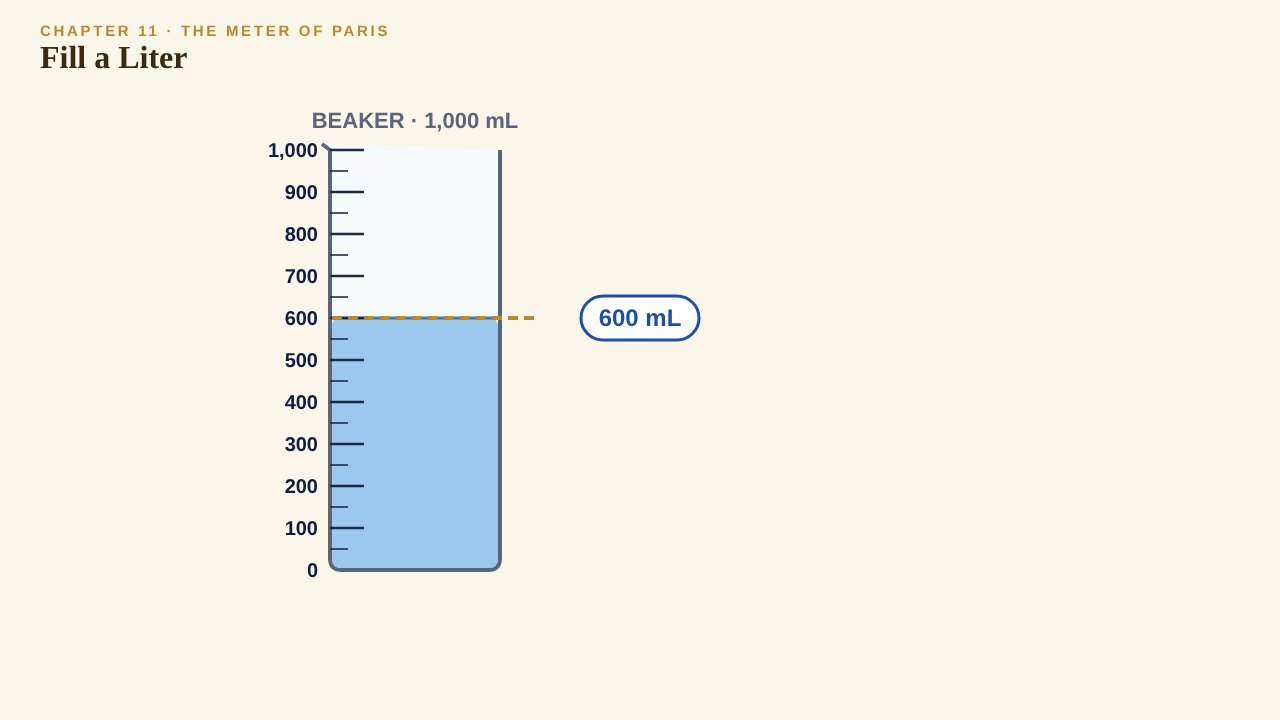 CHAPTER 11 · THE METER OF PARIS
Fill a Liter
BEAKER · 1,000 mL
1,000
900
800
700
600
600 mL
500
400
300
200
100
0